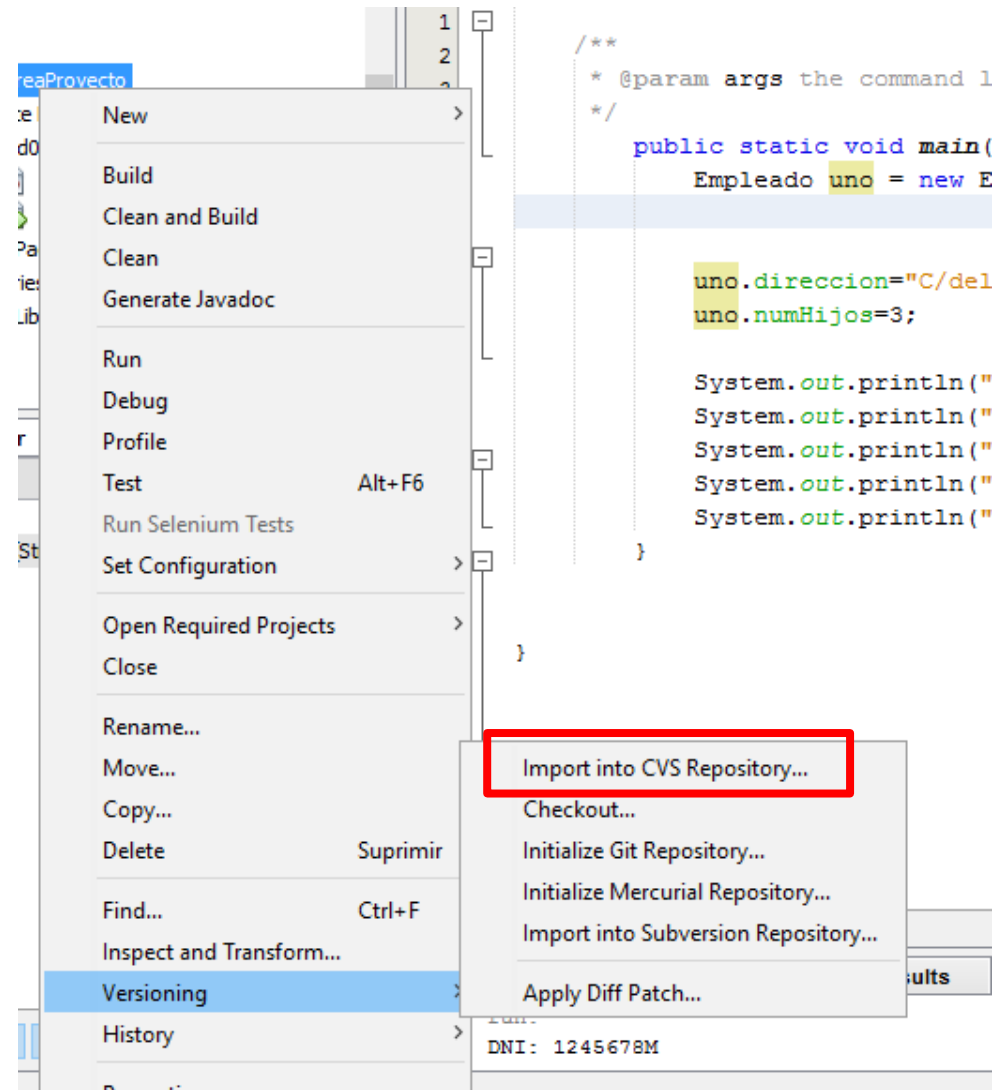 1
2
/**
* @param args the command l
*/
public static void main(
Empleado uno = new E
uno.direccion="C/del
uno.numHijos=3;
System.out.println("
System.out.println("
System.out.println("
System.out.println("
System.out.println("
}
}
reaProyecto
New
Build
Clean and Build
Clean
Generate Javadoc
Run
Debug
Profile
Test Alt+F6
Run Selenium Tests
Set Configuration
Open Required Projects
Close
Rename...
Move...
Copy...
Delete Suprimir
Find... Ctrl+F
Inspect and Transform...
Versioning
History
Import into CVS Repository...
Checkout...
Initialize Git Repository...
Initialize Mercurial Repository...
Import into Subversion Repository...
Apply Diff Patch...
sults
run:
DNI: 1245678M